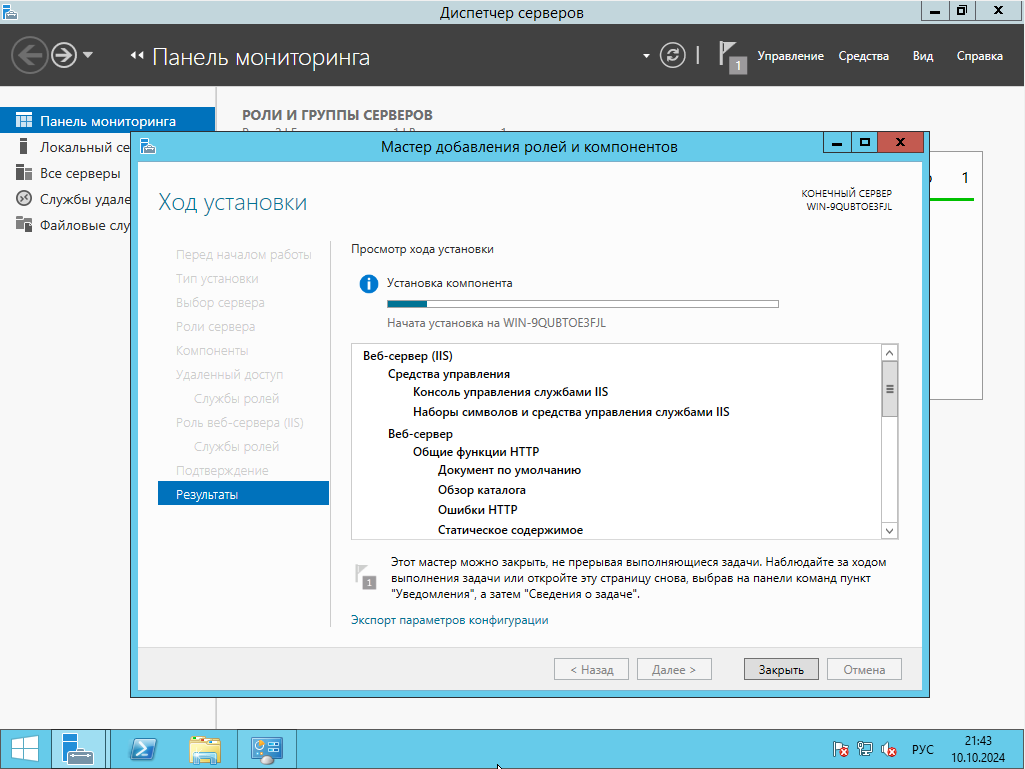 Диспетчер серверов
Панель мониторинга
1
Управление
Средства
Вид
Справка
Панель мониторинга
Локальный се
Все серверы
Службы удале
Файловые слу
РОЛИ И ГРУППЫ СЕРВЕРОВ
1
Мастер добавления ролей и компонентов
Ход установки
КОНЕЧНЫЙ СЕРВЕР
WIN-9QUBTOE3FJL
Перед началом работы
Тип установки
Выбор сервера
Роли сервера
Компоненты
Удаленный доступ
Службы ролей
Роль веб-сервера (IIS)
Службы ролей
Подтверждение
Результаты
Просмотр хода установки
Установка компонента
Начата установка на WIN-9QUBTOE3FJL
Веб-сервер (IIS)
Средства управления
Консоль управления службами IIS
Наборы символов и средства управления службами IIS
Веб-сервер
Общие функции HTTP
Документ по умолчанию
Обзор каталога
Ошибки HTTP
Статическое содержимое
1
Этот мастер можно закрыть, не прерывая выполняющиеся задачи. Наблюдайте за ходом
выполнения задачи или откройте эту страницу снова, выбрав на панели команд пункт
"Уведомления", а затем "Сведения о задаче".
Экспорт параметров конфигурации
< Назад
Далее >
Закрыть
Отмена
РУС
21:43
10.10.2024